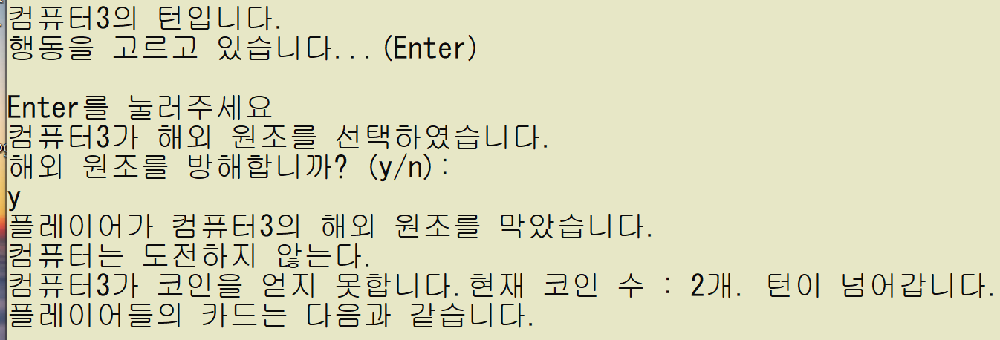 컴퓨터3의 턴입니다.
행동을 고르고 있습니다...(Enter)
Enter를 눌러주세요
컴퓨터3가 해외 원조를 선택하였습니다.
해외 원조를 방해합니까? (y/n):
y
플레이어가 컴퓨터3의 해외 원조를 막았습니다.
컴퓨터는 도전하지 않는다.
컴퓨터3가 코인을 얻지 못합니다.현재 코인 수 : 2개. 턴이 넘어갑니다.
플레이어들의 카드는 다음과 같습니다.